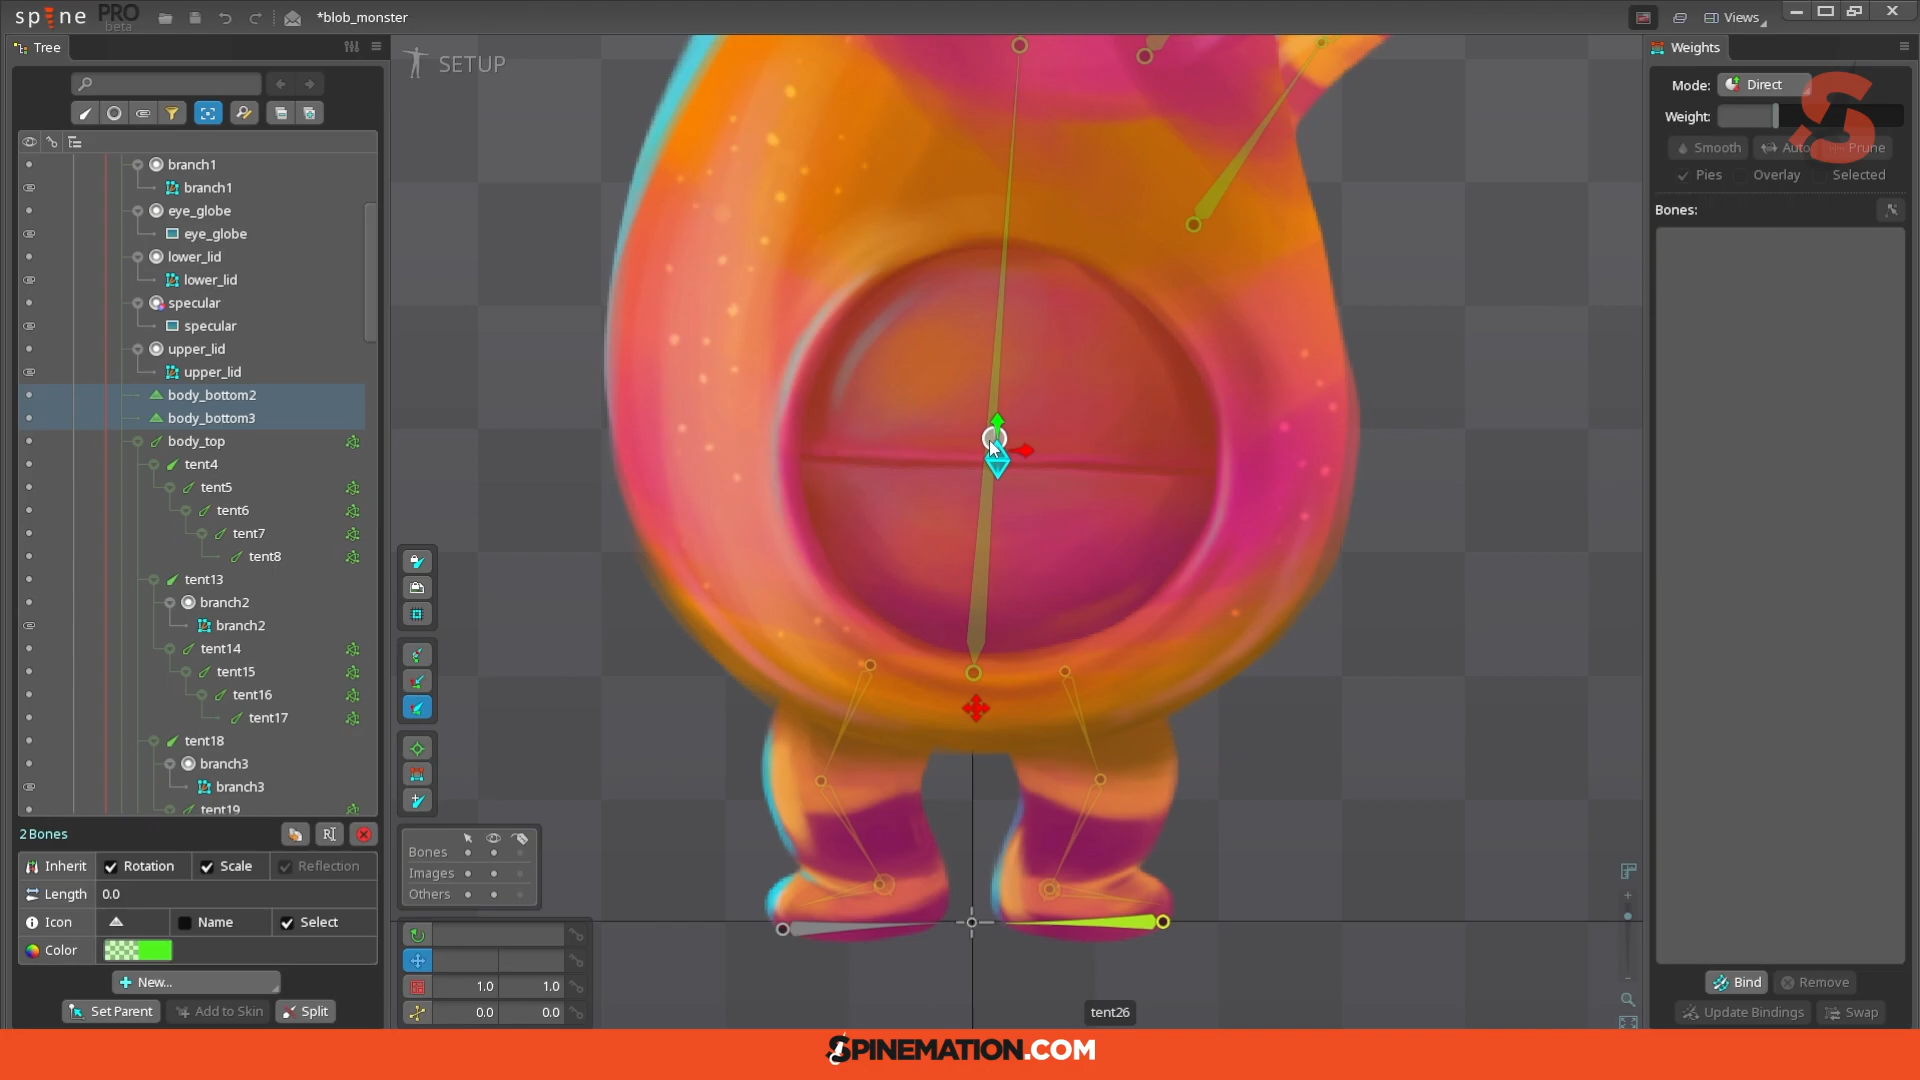 spine PRO
beta
*blob_monster
Views
Tree
SETUP
Weights
Mode: Direct
Weight:
Smooth Auto Prune
Pies Overlay Selected
Bones:
branch1
branch1
eye_globe
eye_globe
lower_lid
lower_lid
specular
specular
upper_lid
upper_lid
body_bottom2
body_bottom3
body_top
tent4
tent5
tent6
tent7
tent8
tent13
branch2
branch2
tent14
tent15
tent16
tent17
tent18
branch3
branch3
tent19
2 Bones
Inherit Rotation Scale Reflection
Length 0.0
Icon Name Select
Color
New...
Set Parent Add to Skin Split
Bones
Images
Others
1.0 1.0
0.0 0.0
tent26
Bind Remove
Update Bindings Swap
SPINEMATION.COM